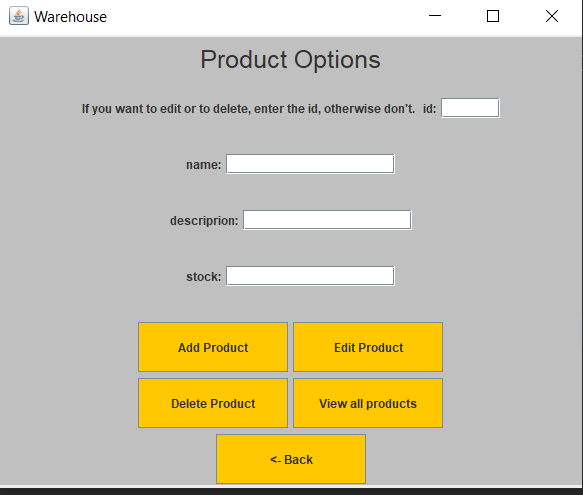 Warehouse
Product Options
If you want to edit or to delete, enter the id, otherwise don't. id:
name:
descriprion:
stock:
Add Product Edit Product
Delete Product View all products
<- Back